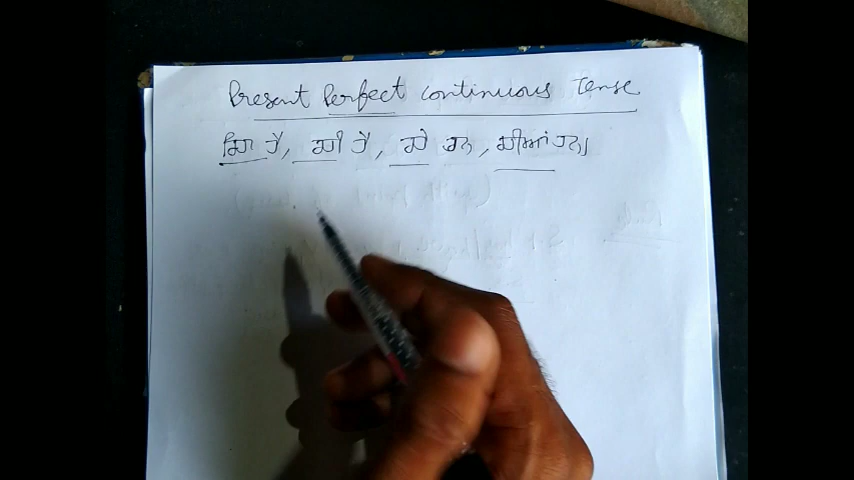 Present Perfect continuous Tense
ਰਿਹਾ ਹੈ, ਰਹੀ ਹੈ, ਰਹੇ ਹਨ, ਰਹੀਆਂ ਹਨ।